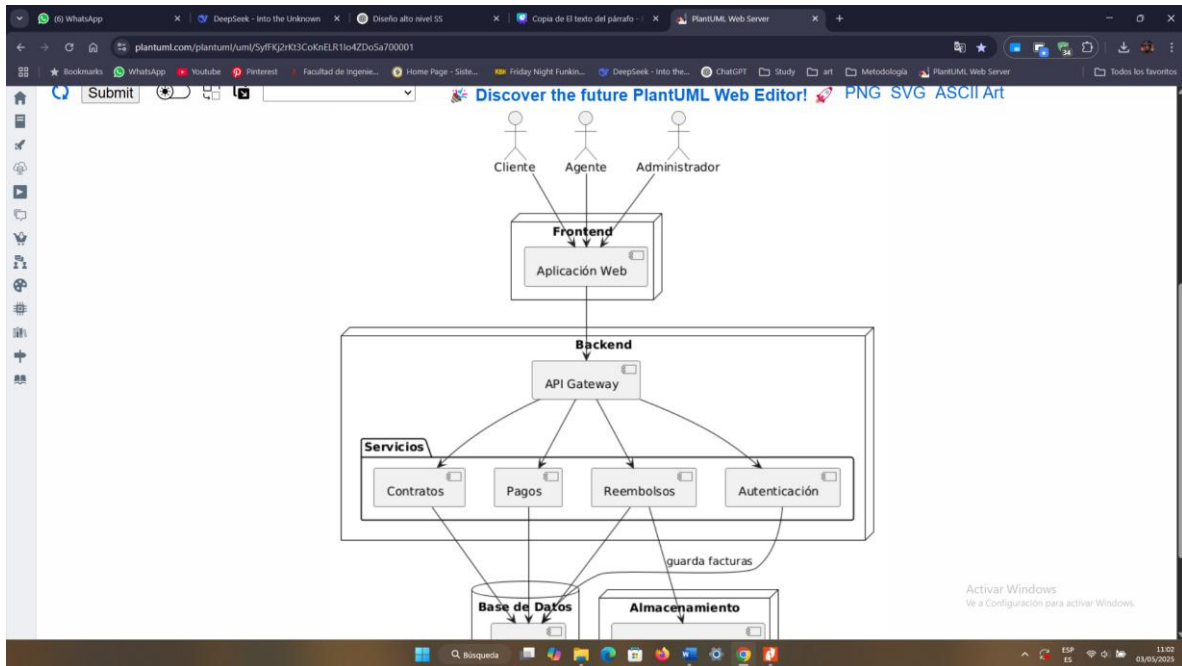 (6) WhatsApp
DeepSeek - Into the Unknown
Diseño alto nivel SS
Copia de El texto del párrafo -
PlantUML Web Server
plantuml.com/plantuml/uml/SyfFKj2rKt3CoKnELR1Io4ZDoSa700001
34
Bookmarks
WhatsApp
Youtube
Pinterest
Facultad de Ingenie...
Home Page - Siste...
Friday Night Funkin...
DeepSeek - Into the...
ChatGPT
Study
art
Metodología
PlantUML Web Server
Todos los favoritos
Submit
Discover the future PlantUML Web Editor!
PNG SVG ASCII Art
Cliente
Agente
Administrador
Frontend
Aplicación Web
Backend
API Gateway
Servicios
Contratos
Pagos
Reembolsos
Autenticación
guarda facturas
Base de Datos
Almacenamiento
Activar Windows
Ve a Configuración para activar Windows.
Búsqueda
ESP
ES
11:02
03/05/2025